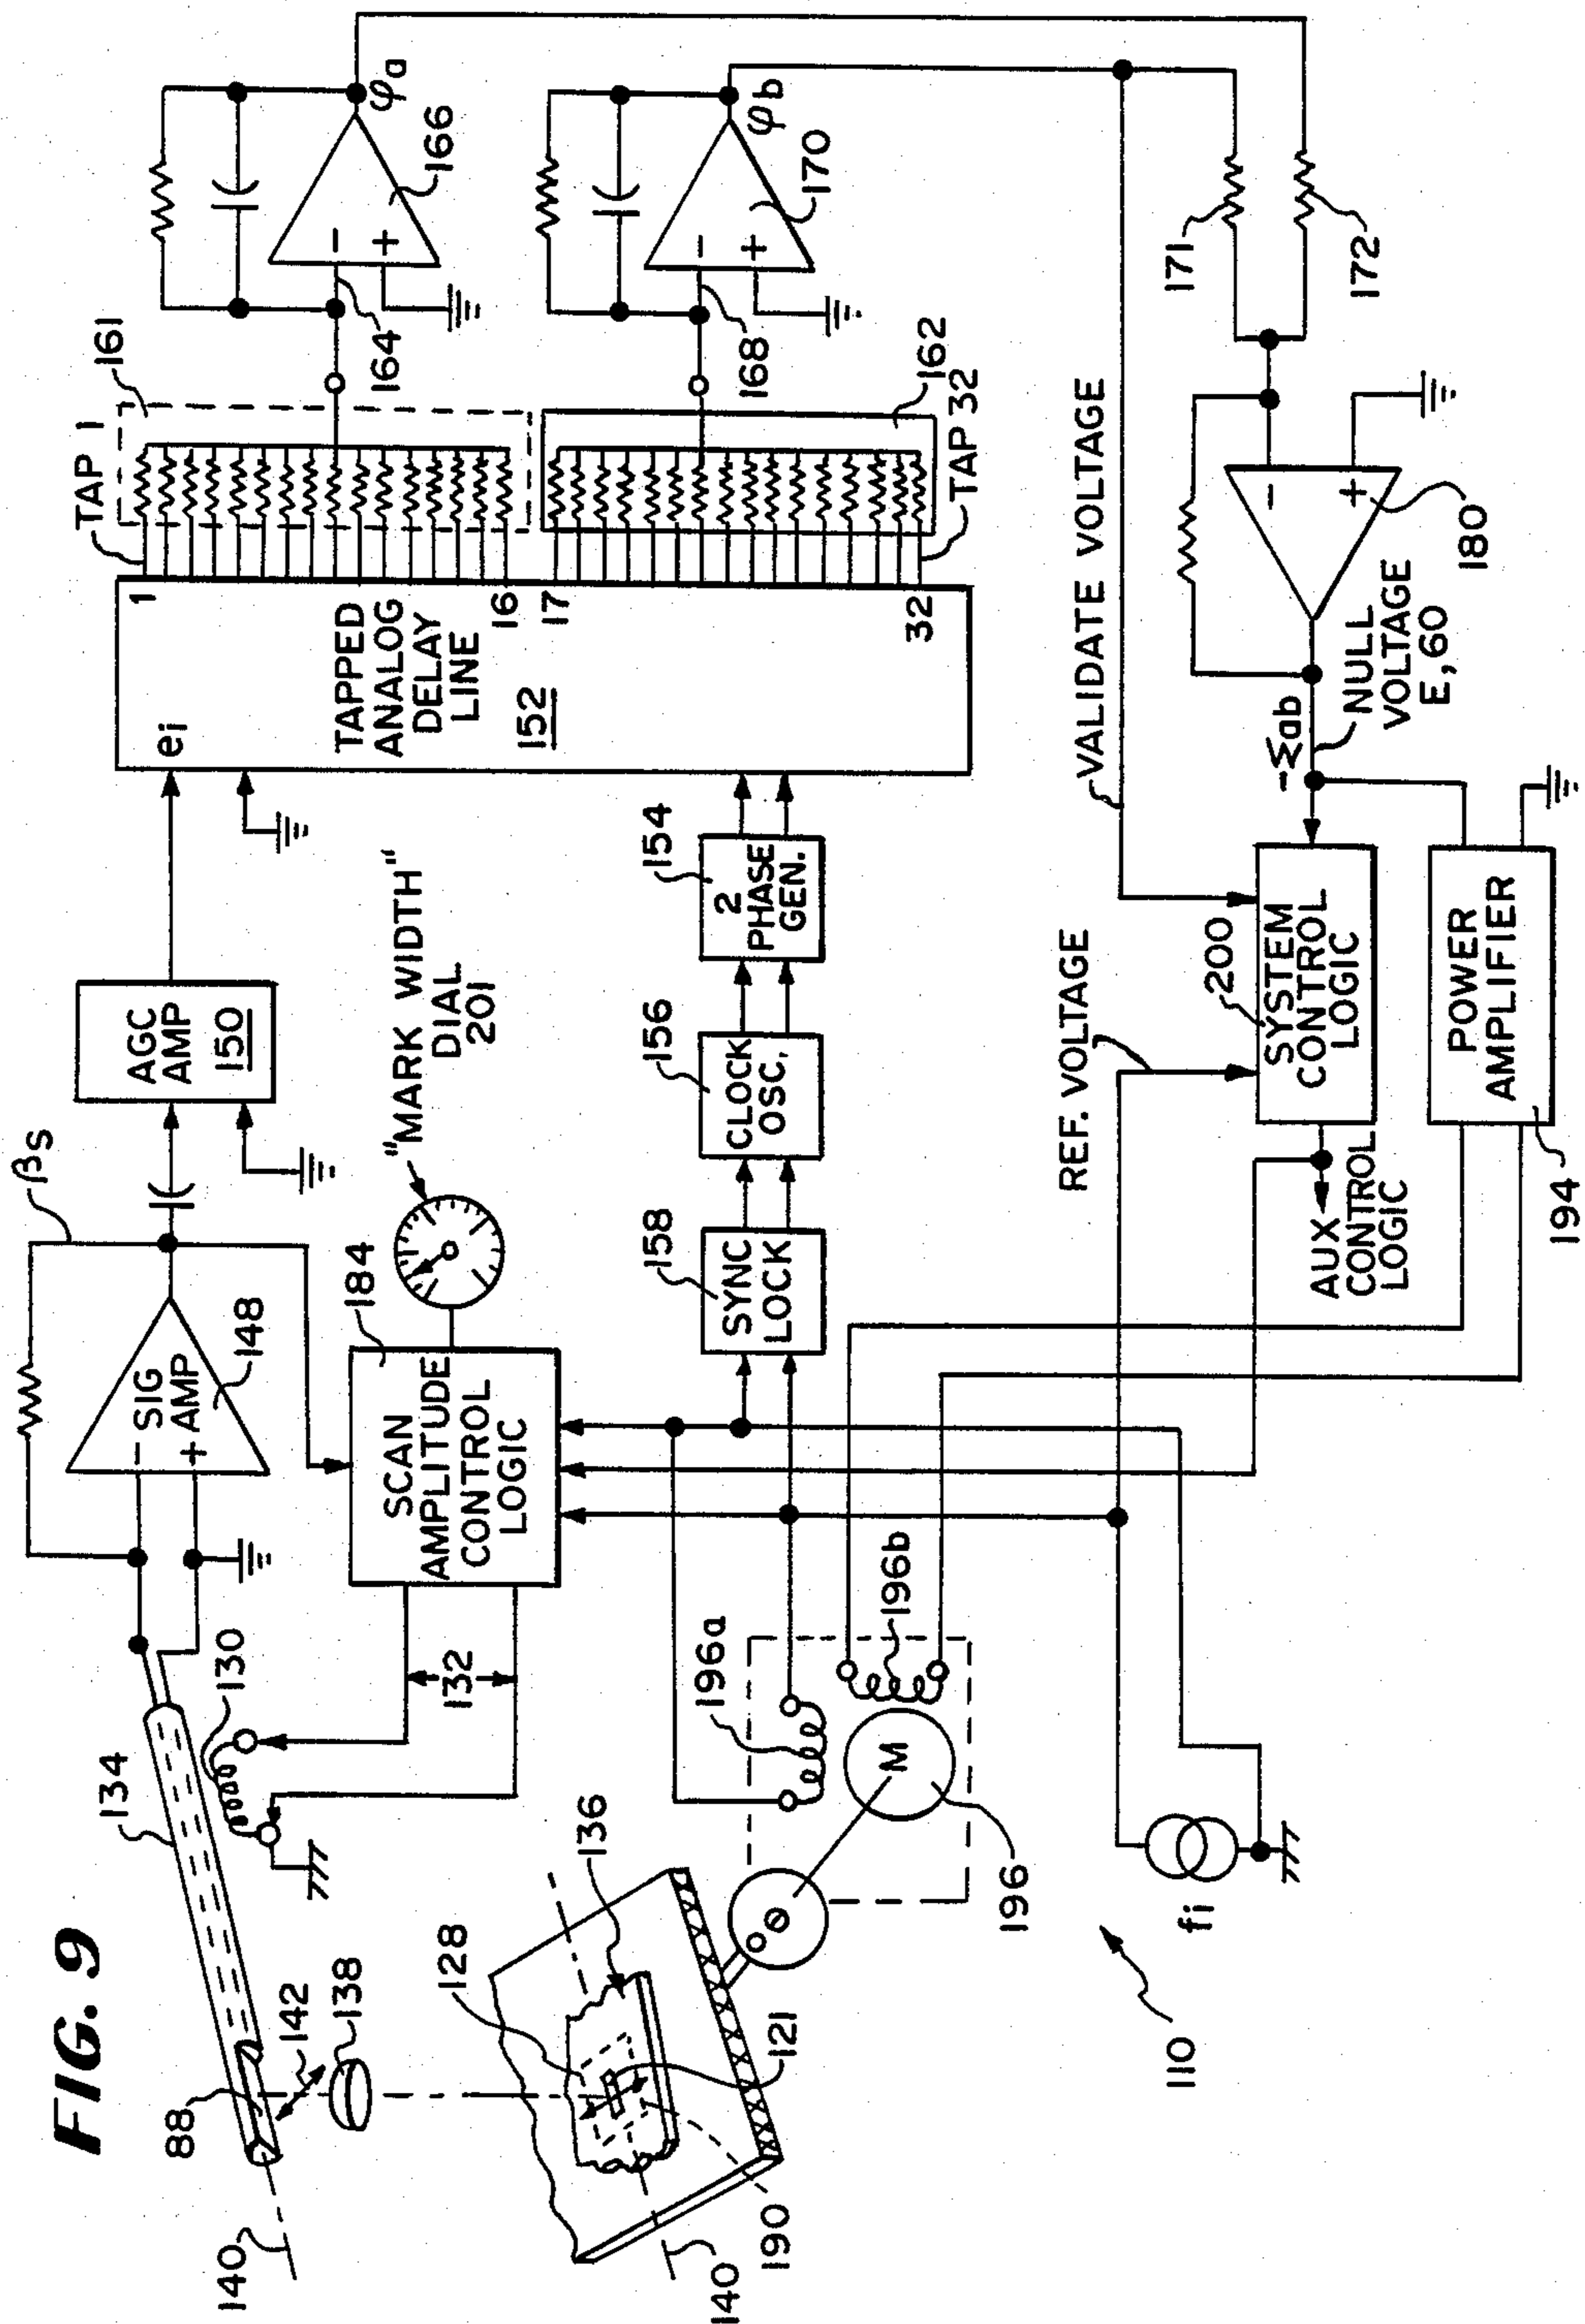 FIG. 9
140
88
142
138
134
130
132
148
SIG
AMP
−
+
βs
AGC
AMP
150
ei
TAPPED
ANALOG
DELAY
LINE
152
1
16
17
32
TAP 1
161
162
TAP 32
164
166
−
+
φa
168
170
−
+
φb
171
172
184
SCAN
AMPLITUDE
CONTROL
LOGIC
"MARK WIDTH"
DIAL
201
158
SYNC
LOCK
156
CLOCK
OSC.
154
2
PHASE
GEN.
VALIDATE VOLTAGE
REF. VOLTAGE
−
+
180
NULL
VOLTAGE
E, 60
-Σab
200
SYSTEM
CONTROL
LOGIC
AUX
CONTROL
LOGIC
POWER
AMPLIFIER
194
196a
196b
M
196
128
136
121
190
140
fi
110